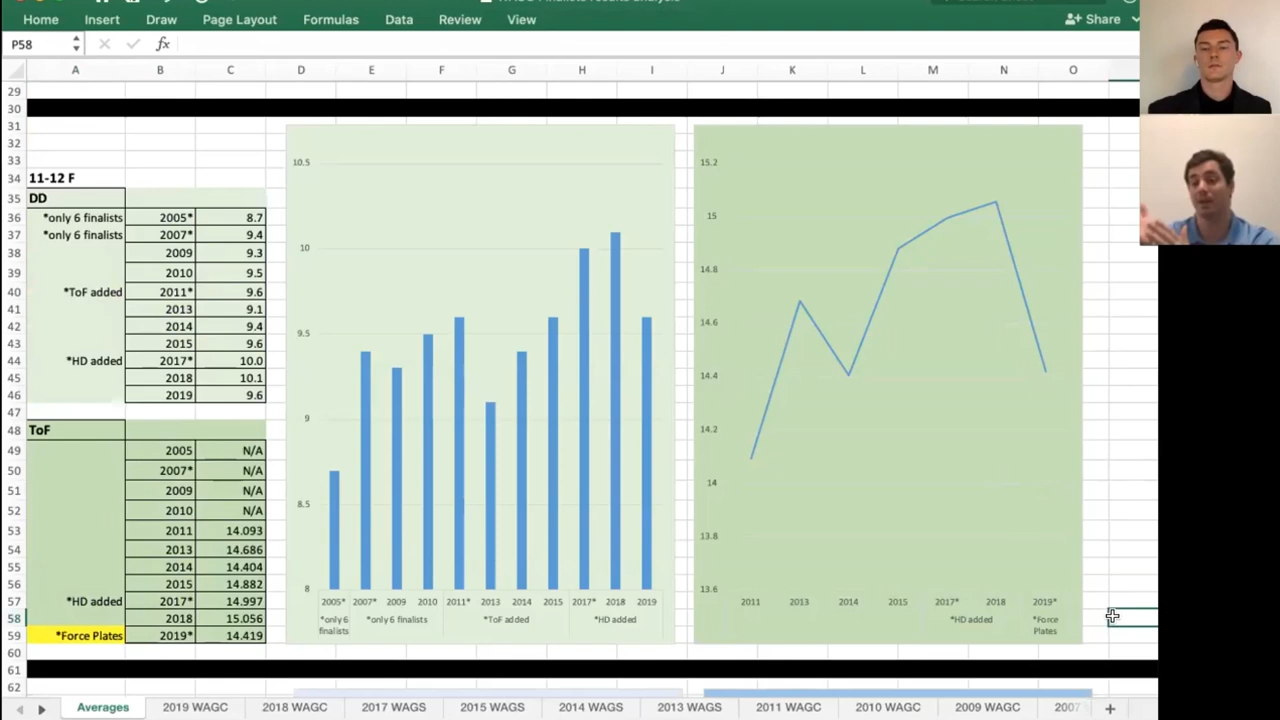 Home Insert Draw Page Layout Formulas Data Review View Share
P58 fx
A B C D E F G H I J K L M N O
29
30
31
32
33
34 11-12 F
35 DD
36 *only 6 finalists 2005* 8.7
37 *only 6 finalists 2007* 9.4
38 2009 9.3
39 2010 9.5
40 *ToF added 2011* 9.6
41 2013 9.1
42 2014 9.4
43 2015 9.6
44 *HD added 2017* 10.0
45 2018 10.1
46 2019 9.6
47
48 ToF
49 2005 N/A
50 2007* N/A
51 2009 N/A
52 2010 N/A
53 2011 14.093
54 2013 14.686
55 2014 14.404
56 2015 14.882
57 *HD added 2017* 14.997
58 2018 15.056
59 *Force Plates 2019* 14.419
60
61
62
10.5
10
9.5
9
8.5
8
2005* 2007* 2009 2010 2011* 2013 2014 2015 2017* 2018 2019
*only 6 finalists *only 6 finalists *ToF added *HD added
15.2
15
14.8
14.6
14.4
14.2
14
13.8
13.6
2011 2013 2014 2015 2017* 2018 2019*
*HD added *Force Plates
Averages 2019 WAGC 2018 WAGC 2017 WAGS 2015 WAGS 2014 WAGS 2013 WAGS 2011 WAGC 2010 WAGC 2009 WAGC 2007